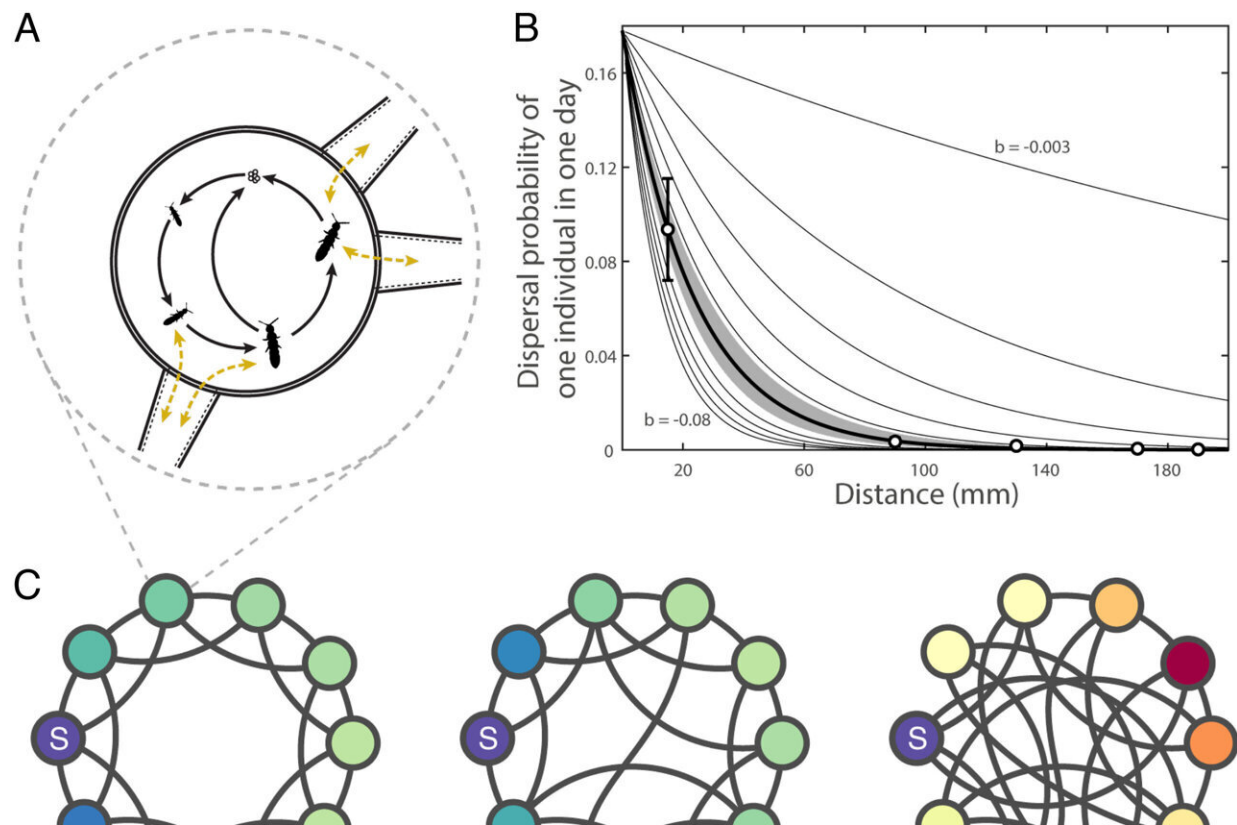 A
B
Dispersal probability of
one individual in one day
0.16
0.12
0.08
0.04
0
b = -0.003
b = -0.08
20
60
100
140
180
Distance (mm)
C
S
S
S